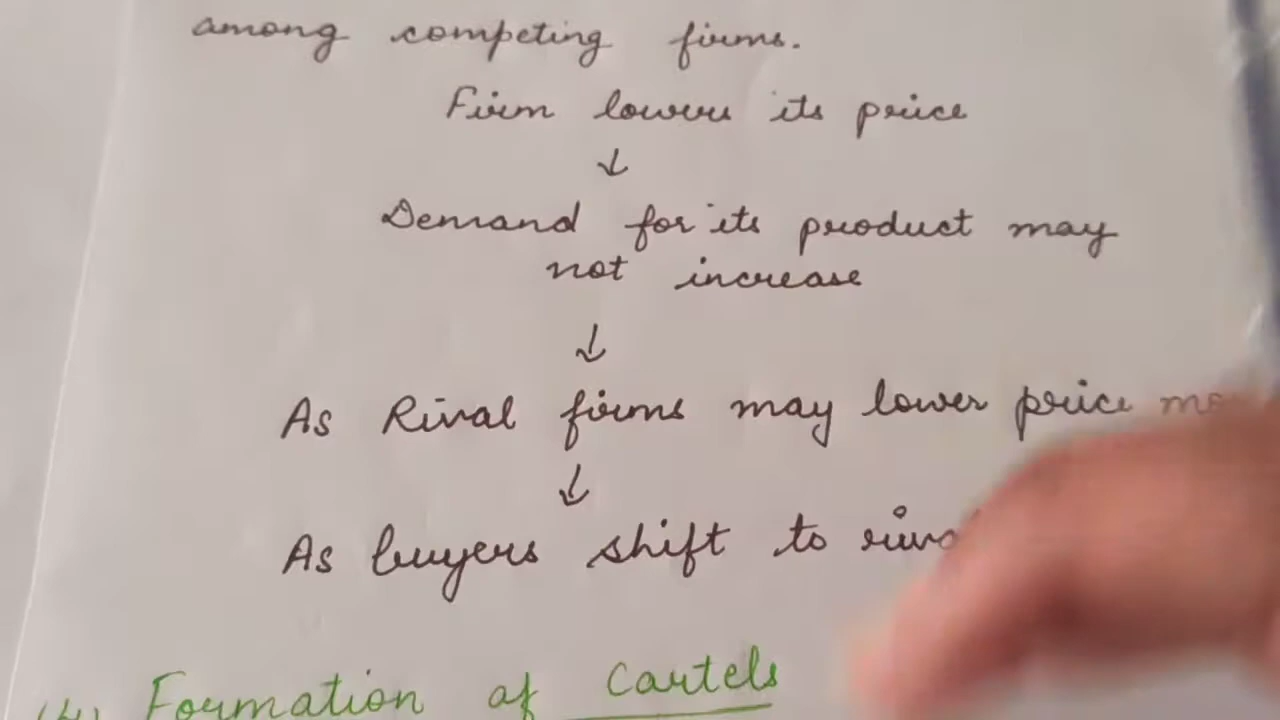 among competing firms.
Firm lowers its price
↓
Demand for its product may
not increase
↓
As Rival firms may lower price
↓
As buyers shift to
Formation of Cartels